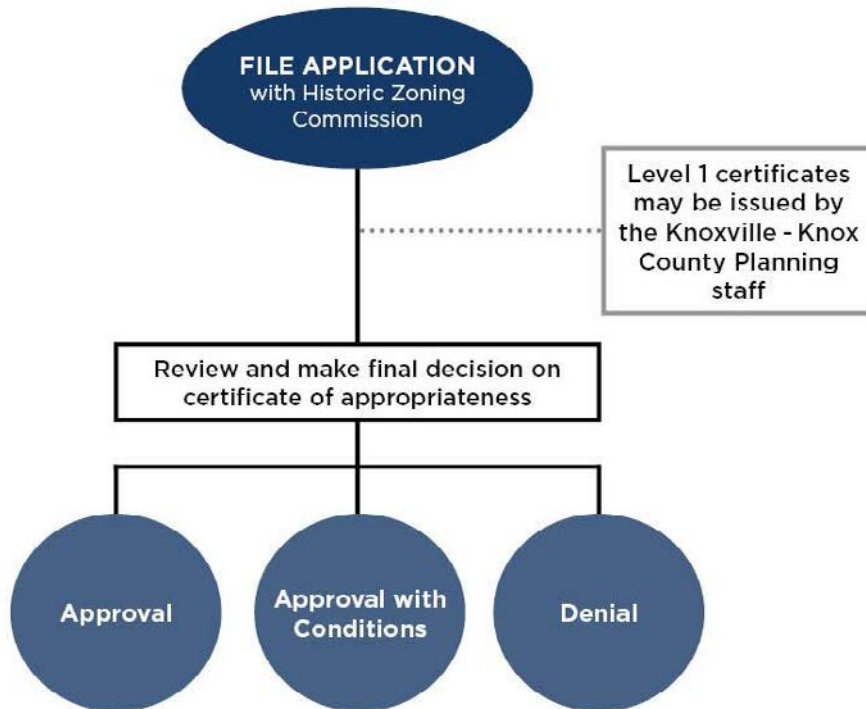 FILE APPLICATION
with Historic Zoning
Commission
Level 1 certificates
may be issued by
the Knoxville - Knox
County Planning
staff
Review and make final decision on
certificate of appropriateness
Approval
Approval with
Conditions
Denial